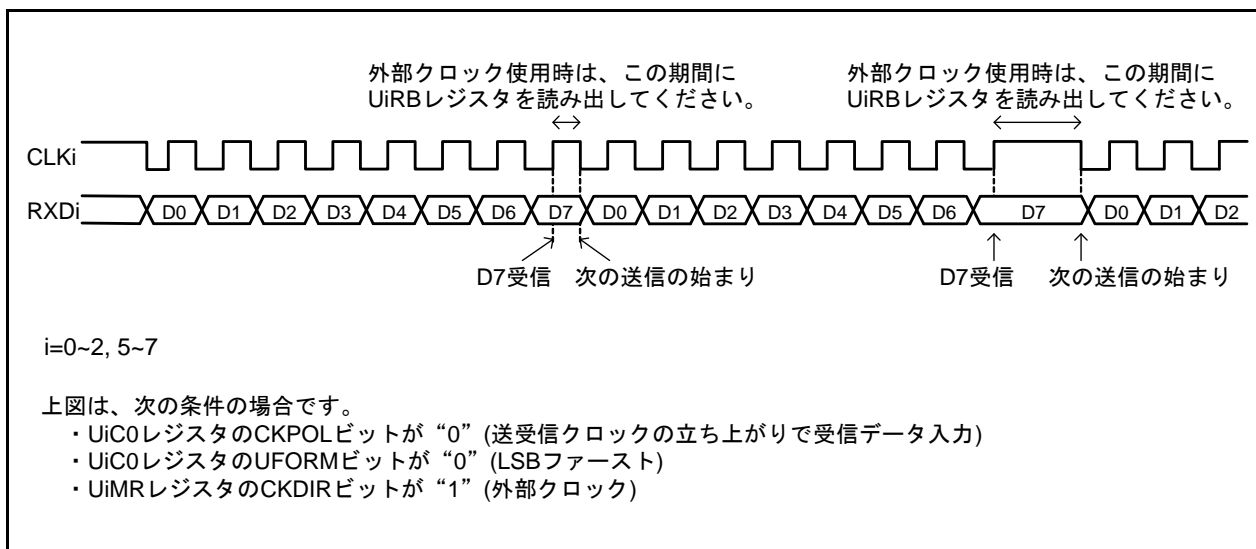 外部クロック使用時は、この期間に
UiRBレジスタを読み出してください。
外部クロック使用時は、この期間に
UiRBレジスタを読み出してください。
CLKi
RXDi D0 D1 D2 D3 D4 D5 D6 D7 D0 D1 D2 D3 D4 D5 D6 D7 D0 D1 D2
D7受信 次の送信の始まり D7受信 次の送信の始まり
i=0~2, 5~7
上図は、次の条件の場合です。
・UiC0レジスタのCKPOLビットが“0”(送受信クロックの立ち上がりで受信データ入力)
・UiC0レジスタのUFORMビットが“0”(LSBファースト)
・UiMRレジスタのCKDIRビットが“1”(外部クロック)